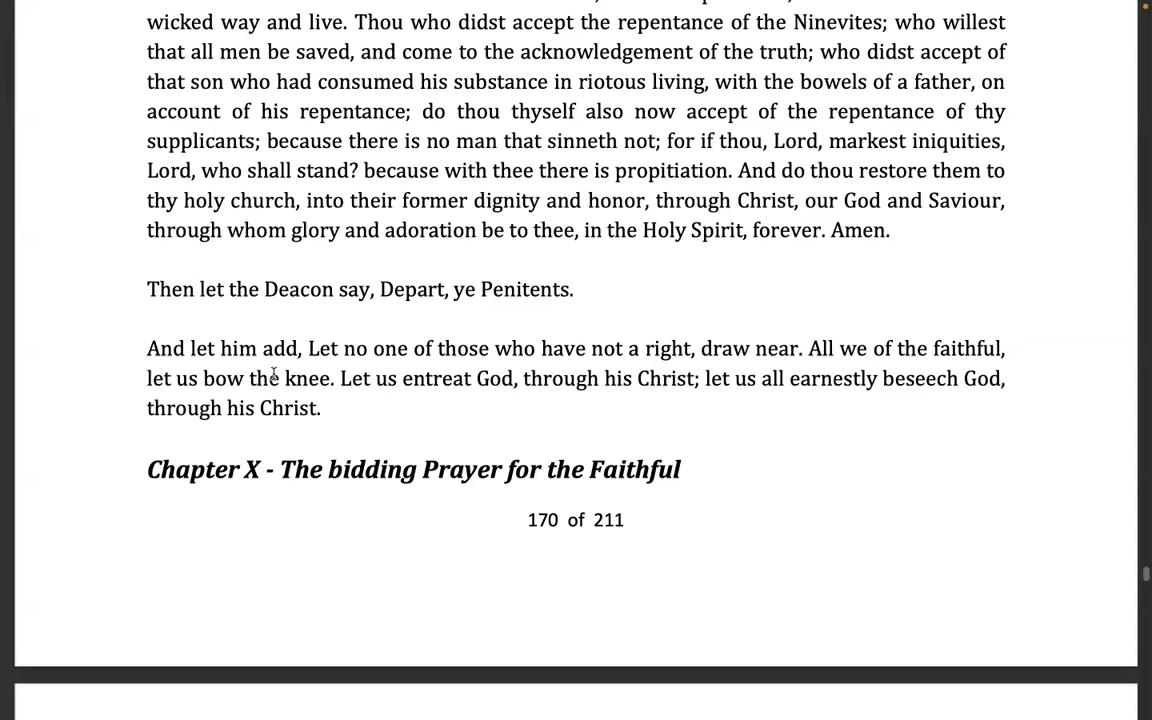 wicked way and live. Thou who didst accept the repentance of the Ninevites; who willest
that all men be saved, and come to the acknowledgement of the truth; who didst accept of
that son who had consumed his substance in riotous living, with the bowels of a father, on
account of his repentance; do thou thyself also now accept of the repentance of thy
supplicants; because there is no man that sinneth not; for if thou, Lord, markest iniquities,
Lord, who shall stand? because with thee there is propitiation. And do thou restore them to
thy holy church, into their former dignity and honor, through Christ, our God and Saviour,
through whom glory and adoration be to thee, in the Holy Spirit, forever. Amen.
Then let the Deacon say, Depart, ye Penitents.
And let him add, Let no one of those who have not a right, draw near. All we of the faithful,
let us bow the knee. Let us entreat God, through his Christ; let us all earnestly beseech God,
through his Christ.
Chapter X - The bidding Prayer for the Faithful
170 of 211